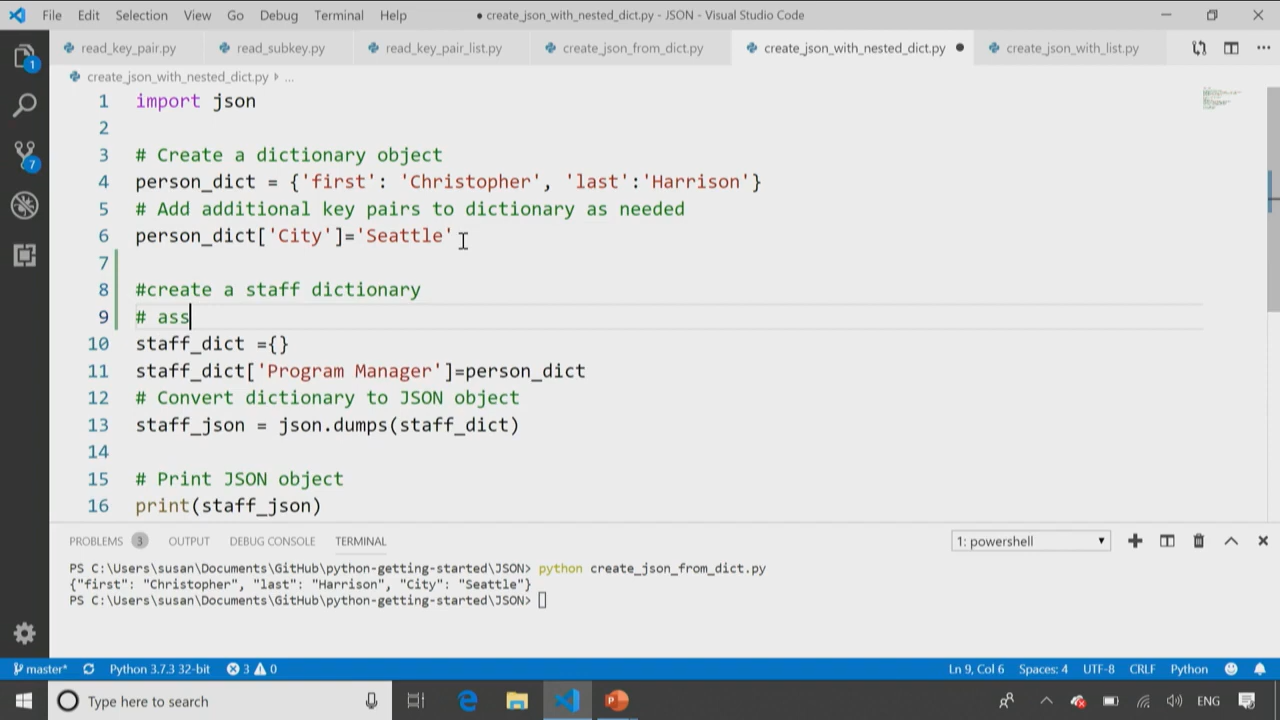 File Edit Selection View Go Debug Terminal Help
● create_json_with_nested_dict.py - JSON - Visual Studio Code
read_key_pair.py
read_subkey.py
read_key_pair_list.py
create_json_from_dict.py
create_json_with_nested_dict.py ●
create_json_with_list.py
create_json_with_nested_dict.py ...
1 import json
2
3 # Create a dictionary object
4 person_dict = {'first': 'Christopher', 'last':'Harrison'}
5 # Add additional key pairs to dictionary as needed
6 person_dict['City']='Seattle'
7
8 #create a staff dictionary
9 # ass
10 staff_dict ={}
11 staff_dict['Program Manager']=person_dict
12 # Convert dictionary to JSON object
13 staff_json = json.dumps(staff_dict)
14
15 # Print JSON object
16 print(staff_json)
1
7
PROBLEMS 3 OUTPUT DEBUG CONSOLE TERMINAL
1: powershell
PS C:\Users\susan\Documents\GitHub\python-getting-started\JSON> python create_json_from_dict.py
{"first": "Christopher", "last": "Harrison", "City": "Seattle"}
PS C:\Users\susan\Documents\GitHub\python-getting-started\JSON>
master* Python 3.7.3 32-bit 3 0
Ln 9, Col 6 Spaces: 4 UTF-8 CRLF Python
Type here to search
ENG